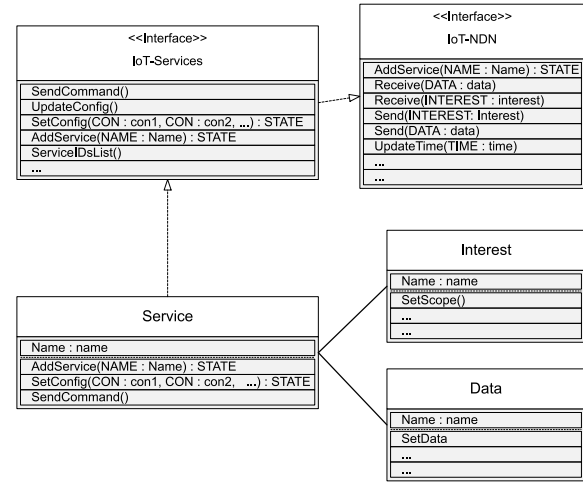 <<Interface>>
IoT-Services
SendCommand()
UpdateConfig()
SetConfig(CON : con1, CON : con2, ...) : STATE
AddService(NAME : Name) : STATE
ServiceIDsList()
...
<<Interface>>
IoT-NDN
AddService(NAME : Name) : STATE
Receive(DATA : data)
Receive(INTEREST : interest)
Send(INTEREST: Interest)
Send(DATA : data)
UpdateTime(TIME : time)
...
...
Service
Name : name
AddService(NAME : Name) : STATE
SetConfig(CON : con1, CON : con2, ...) : STATE
SendCommand()
Interest
Name : name
SetScope()
...
...
Data
Name : name
SetData
...
...